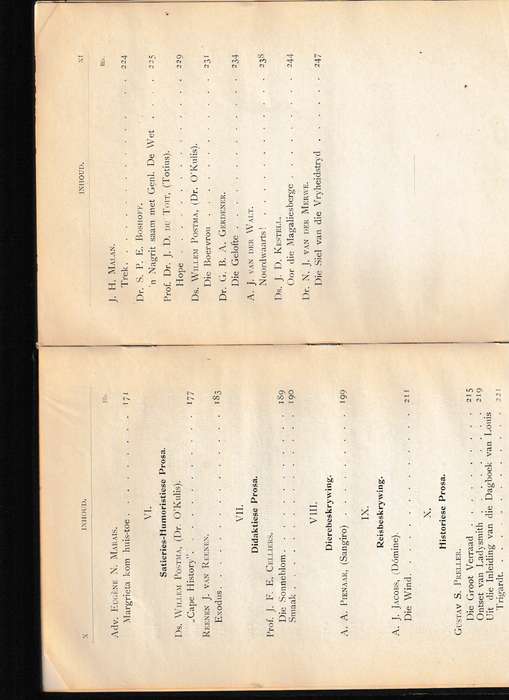 X INHOUD.
Bl.
Adv. EUGÈNE N. MARAIS.
Margrieta kom huis-toe . . . . . . . . 171
VI.
Satieries-Humoristiese Prosa.
Ds. WILLEM POSTMA, (Dr. O'Kulis).
„Cape History" . . . . . . . . 177
REENEN J. VAN REENEN.
Exodus . . . . . . . . 183
VII.
Didaktiese Prosa.
Prof. J. F. E. CELLIERS.
Die Sonneblom . . . . . . . . 189
Smaak . . . . . . . . 190
VIII.
Dierebeskrywing.
A. A. PIENAAR, (Sangiro) . . . . . . . . 199
IX.
Reisbeskrywing.
A. J. JACOBS, (Domine).
Die Wind . . . . . . . . 211
X.
Historiese Prosa.
GUSTAV S. PRELLER.
Die Groot Verraad . . . . . . . . 215
Ontset van Ladysmith . . . . . . . . 219
Uit die Inleiding van die Dagboek van Louis
Trigardt. . . . . . . . . 221
INHOUD. XI
Bl.
J. H. MALAN.
Trek . . . . . . . . 224
Dr. S. P. E. BOSHOFF.
'n Nagrit saam met Genl. De Wet . . . . 225
Prof. Dr. J. D. DU TOIT, (Totius).
Hope . . . . . . . . 229
Ds. WILLEM POSTMA, (Dr. O'Kulis).
Die Boervrou . . . . . . . . 231
Dr. G. B. A. GERDENER.
Die Gelofte . . . . . . . . 234
A. J. VAN DER WALT.
Noordwaarts! . . . . . . . . 238
Ds. J. D. KESTELL.
Oor die Magaliesberge . . . . . . . . 244
Dr. N. J. VAN DER MERWE.
Die Siel van die Vryheidstryd . . . . . . 247